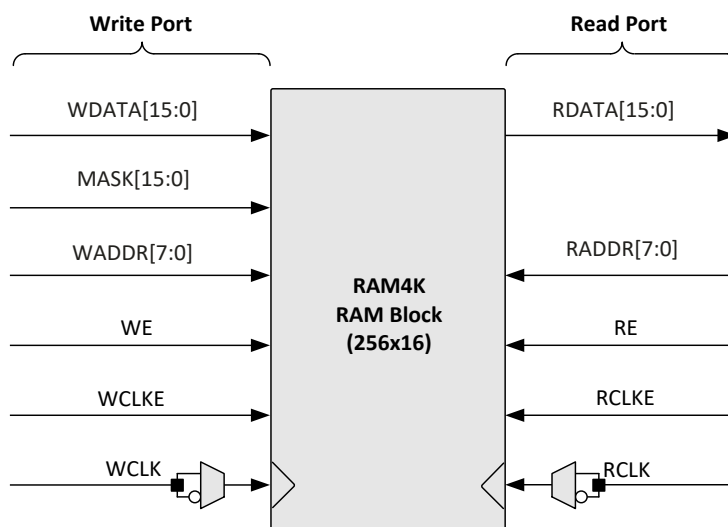 Write Port
Read Port
WDATA[15:0]
RDATA[15:0]
MASK[15:0]
WADDR[7:0]
RADDR[7:0]
RAM4K
RAM Block
(256x16)
WE
RE
WCLKE
RCLKE
WCLK
RCLK